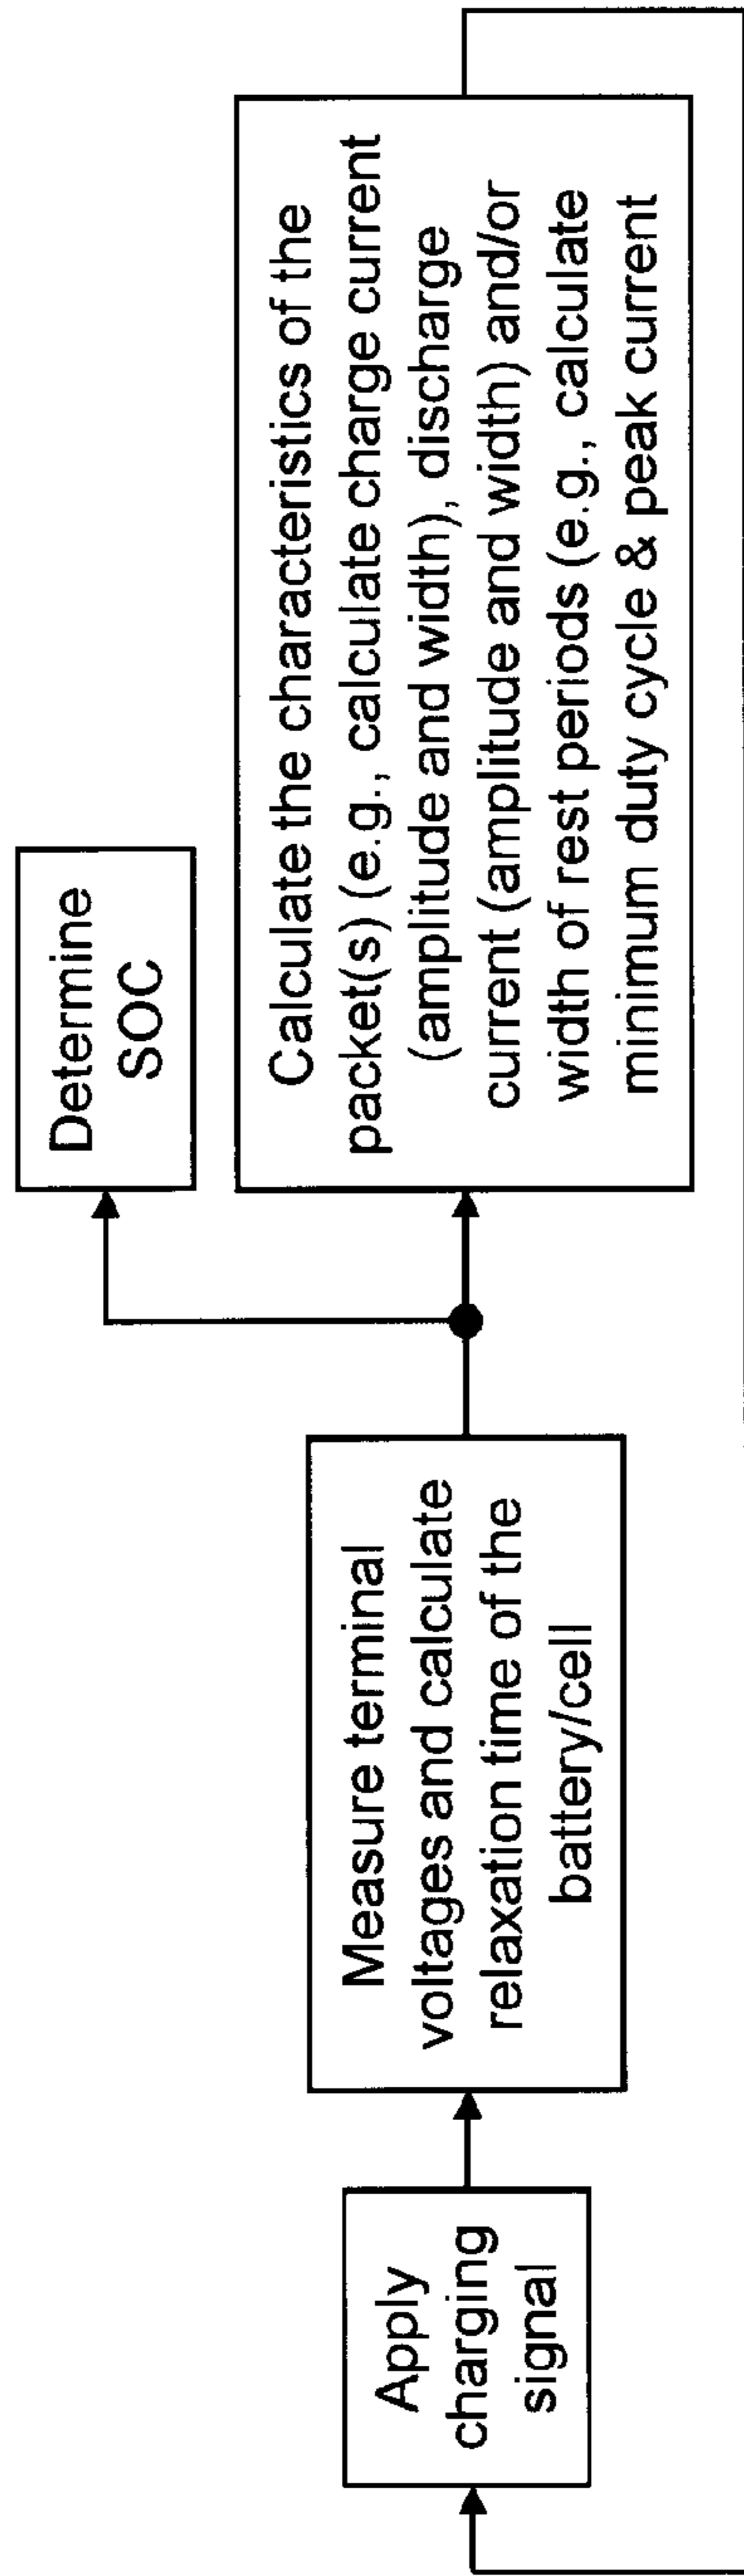 Apply
charging
signal
Measure terminal
voltages and calculate
relaxation time of the
battery/cell
Determine
SOC
Calculate the characteristics of the
packet(s) (e.g., calculate charge current
(amplitude and width), discharge
current (amplitude and width) and/or
width of rest periods (e.g., calculate
minimum duty cycle & peak current